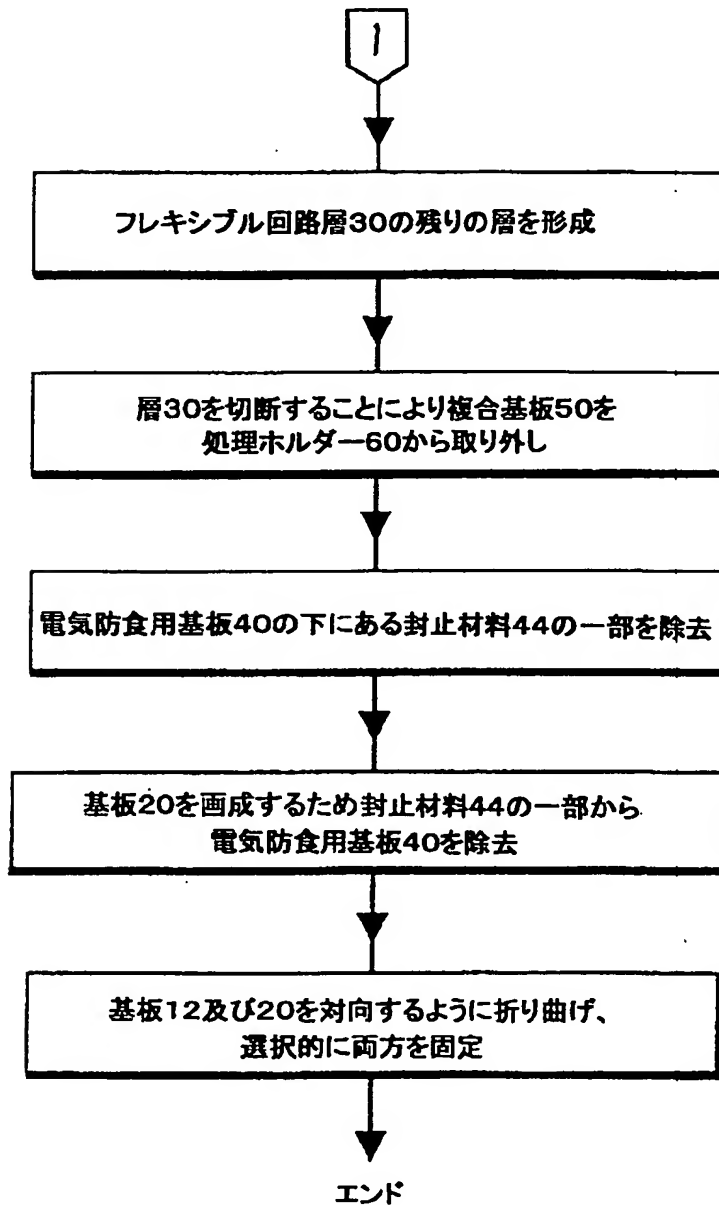 1
フレキシブル回路層30の残りの層を形成
層30を切断することにより複合基板50を
処理ホルダー60から取り外し
電気防食用基板40の下にある封止材料44の一部を除去
基板20を画成するため封止材料44の一部から
電気防食用基板40を除去
基板12及び20を対向するように折り曲げ、
選択的に両方を固定
エンド